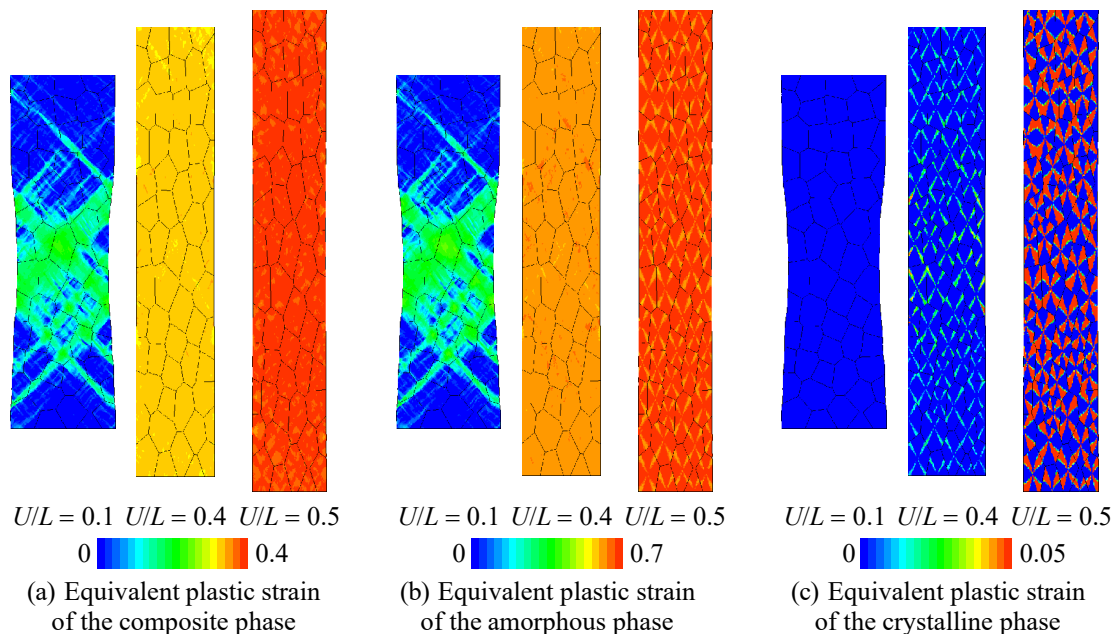 U/L = 0.1 U/L = 0.4 U/L = 0.5
0 0.4
(a) Equivalent plastic strain
of the composite phase
U/L = 0.1 U/L = 0.4 U/L = 0.5
0 0.7
(b) Equivalent plastic strain
of the amorphous phase
U/L = 0.1 U/L = 0.4 U/L = 0.5
0 0.05
(c) Equivalent plastic strain
of the crystalline phase